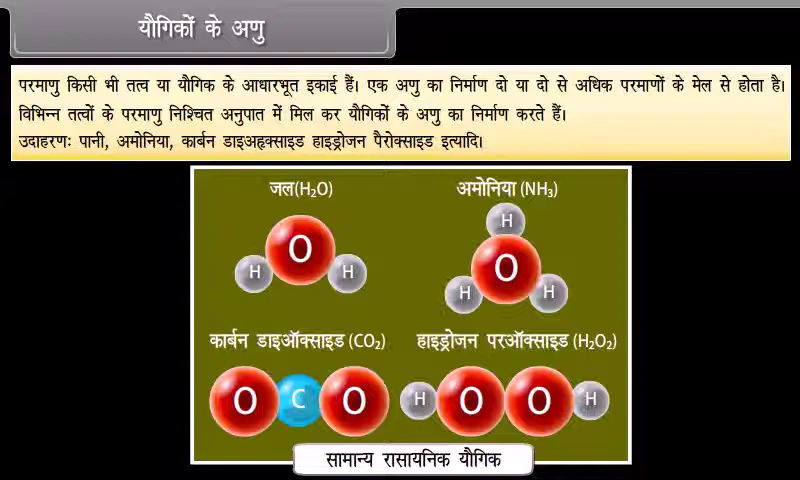 यौगिकों के अणु
परमाणु किसी भी तत्व या यौगिक के आधारभूत इकाई हैं। एक अणु का निर्माण दो या दो से अधिक परमाणों के मेल से होता है।
विभिन्न तत्वों के परमाणु निश्चित अनुपात में मिल कर यौगिकों के अणु का निर्माण करते हैं।
उदाहरणः पानी, अमोनिया, कार्बन डाइअहृक्साइड हाइड्रोजन पैरोक्साइड इत्यादि।
जल(H₂O) अमोनिया (NH₃)
H
O
H H
O
H H
कार्बन डाइऑक्साइड (CO₂) हाइड्रोजन परऑक्साइड (H₂O₂)
O C O H O O H
सामान्य रासायनिक यौगिक